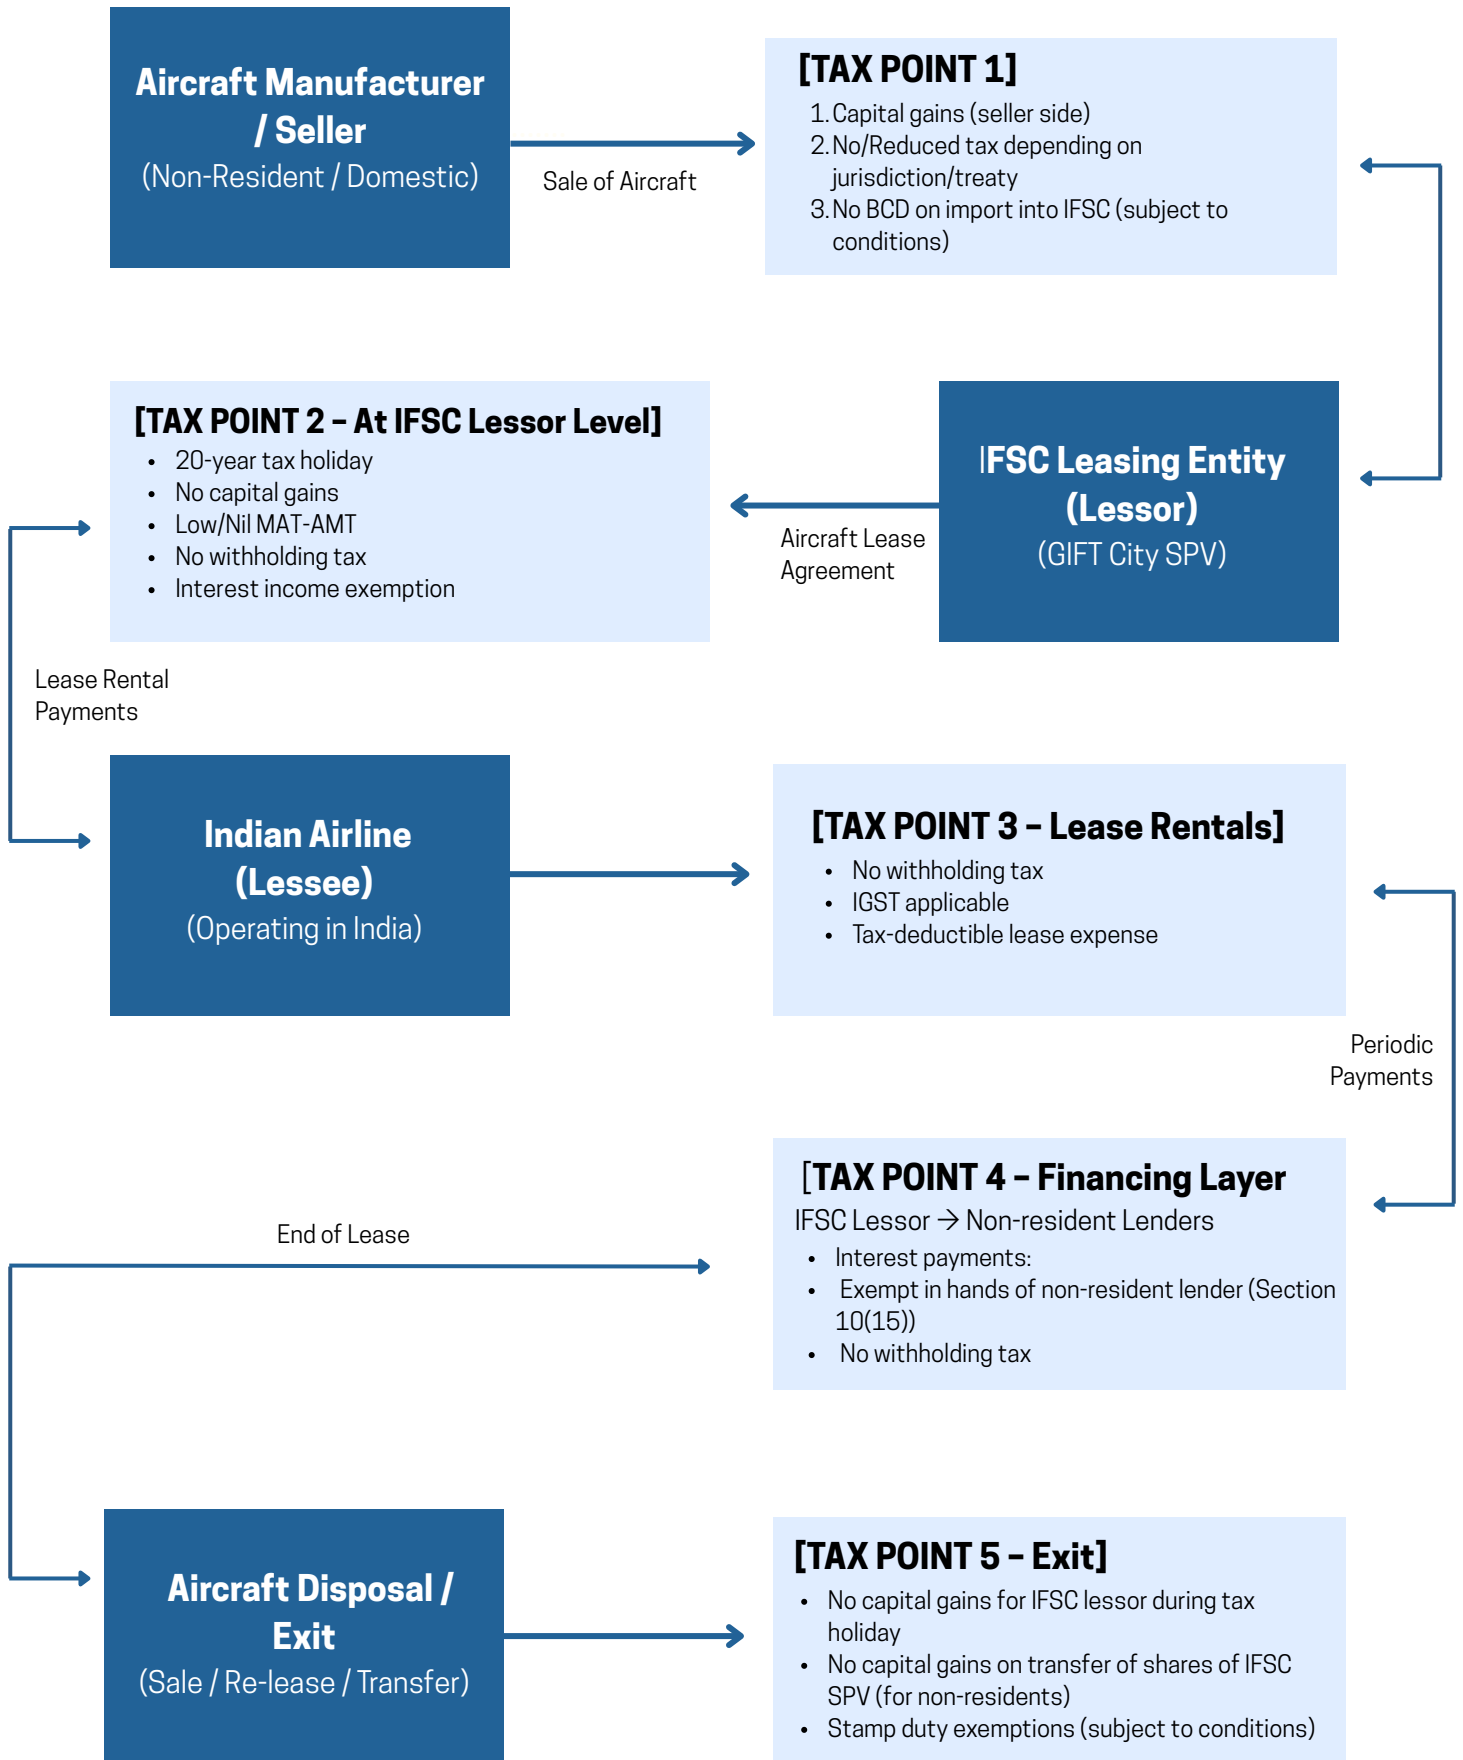 Aircraft Manufacturer
/ Seller
(Non-Resident / Domestic)
Sale of Aircraft
[TAX POINT 1]
1. Capital gains (seller side)
2. No/Reduced tax depending on
jurisdiction/treaty
3. No BCD on import into IFSC (subject to
conditions)
[TAX POINT 2 – At IFSC Lessor Level]
• 20-year tax holiday
• No capital gains
• Low/Nil MAT-AMT
• No withholding tax
• Interest income exemption
Aircraft Lease
Agreement
IFSC Leasing Entity
(Lessor)
(GIFT City SPV)
Lease Rental
Payments
Indian Airline
(Lessee)
(Operating in India)
[TAX POINT 3 – Lease Rentals]
• No withholding tax
• IGST applicable
• Tax-deductible lease expense
Periodic
Payments
[TAX POINT 4 – Financing Layer
IFSC Lessor → Non-resident Lenders
• Interest payments:
• Exempt in hands of non-resident lender (Section
10(15))
• No withholding tax
End of Lease
Aircraft Disposal /
Exit
(Sale / Re-lease / Transfer)
[TAX POINT 5 – Exit]
• No capital gains for IFSC lessor during tax
holiday
• No capital gains on transfer of shares of IFSC
SPV (for non-residents)
• Stamp duty exemptions (subject to conditions)